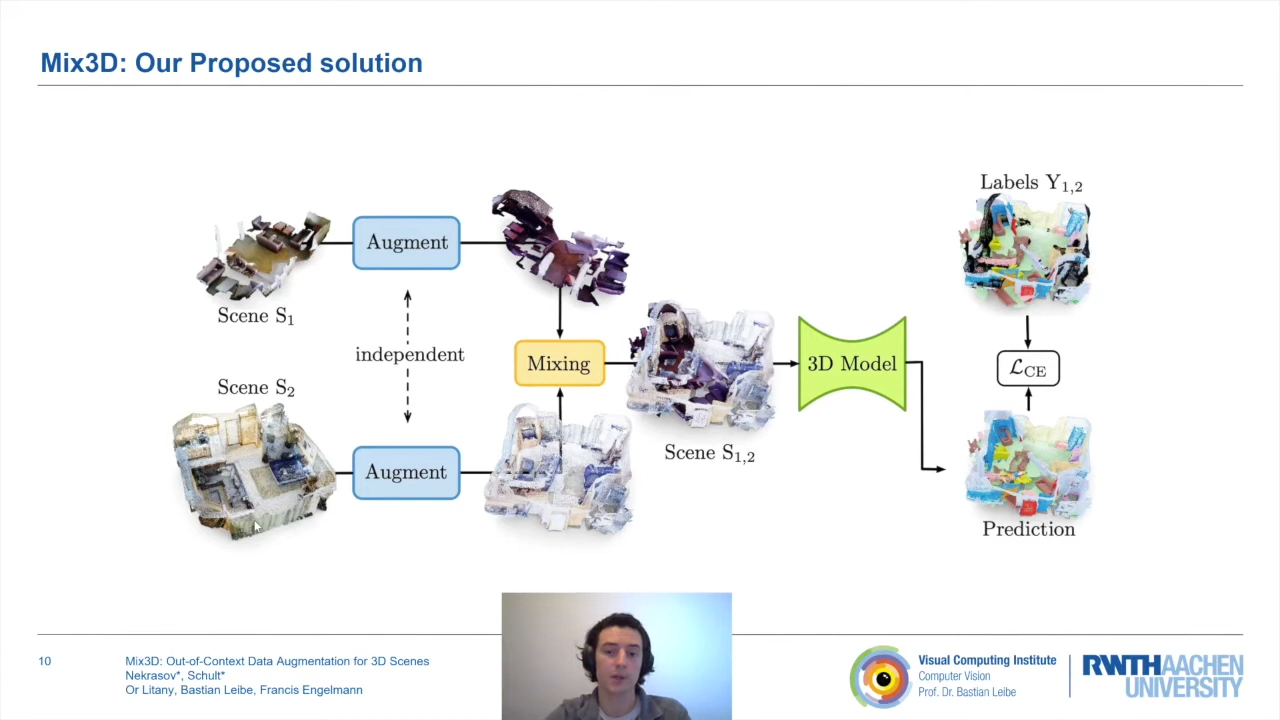 Mix3D: Our Proposed solution
Labels Y1,2
Augment
Scene S1
independent
Mixing
3D Model
LCE
Scene S2
Scene S1,2
Augment
Prediction
10
Mix3D: Out-of-Context Data Augmentation for 3D Scenes
Nekrasov*, Schult*
Or Litany, Bastian Leibe, Francis Engelmann
Visual Computing Institute
Computer Vision
Prof. Dr. Bastian Leibe
RWTHAACHEN
UNIVERSITY